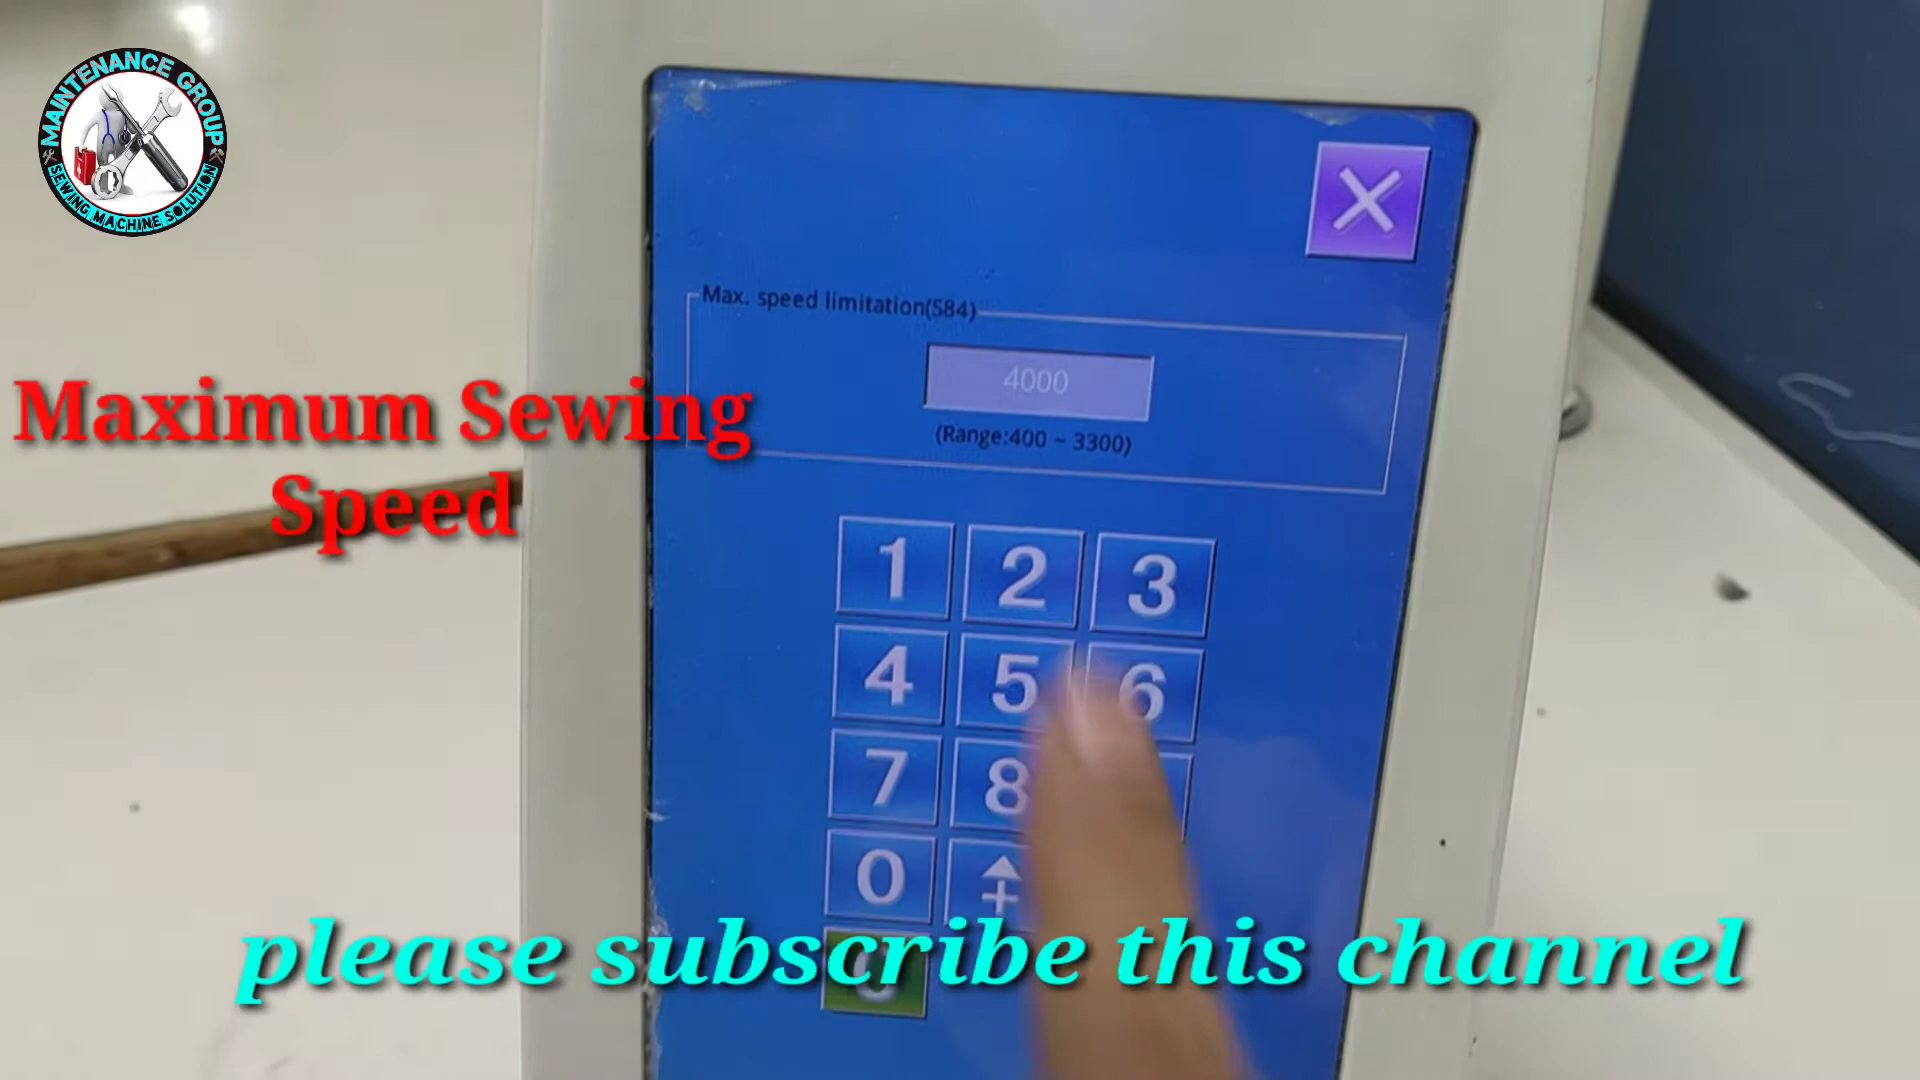 MAINTENANCE GROUP
SEWING MACHINE SOLUTION
Max. speed limitation(S84)
4000
(Range:400 ~ 3300)
Maximum Sewing
Speed
1 2 3
4 5 6
7 8
0 ±
please subscribe this channel